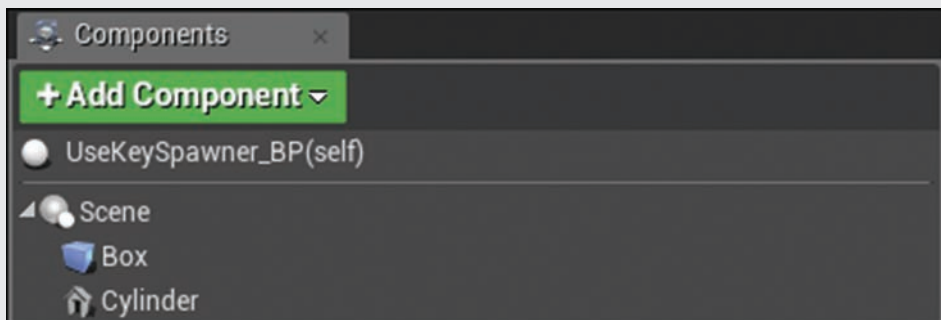 Components
+ Add Component
UseKeySpawner_BP(self)
Scene
Box
Cylinder